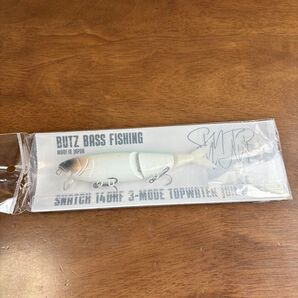 BUTZ BASS FISHING
MADE IN JAPAN
SNATCH 140HF 3-MODE TOPWATER